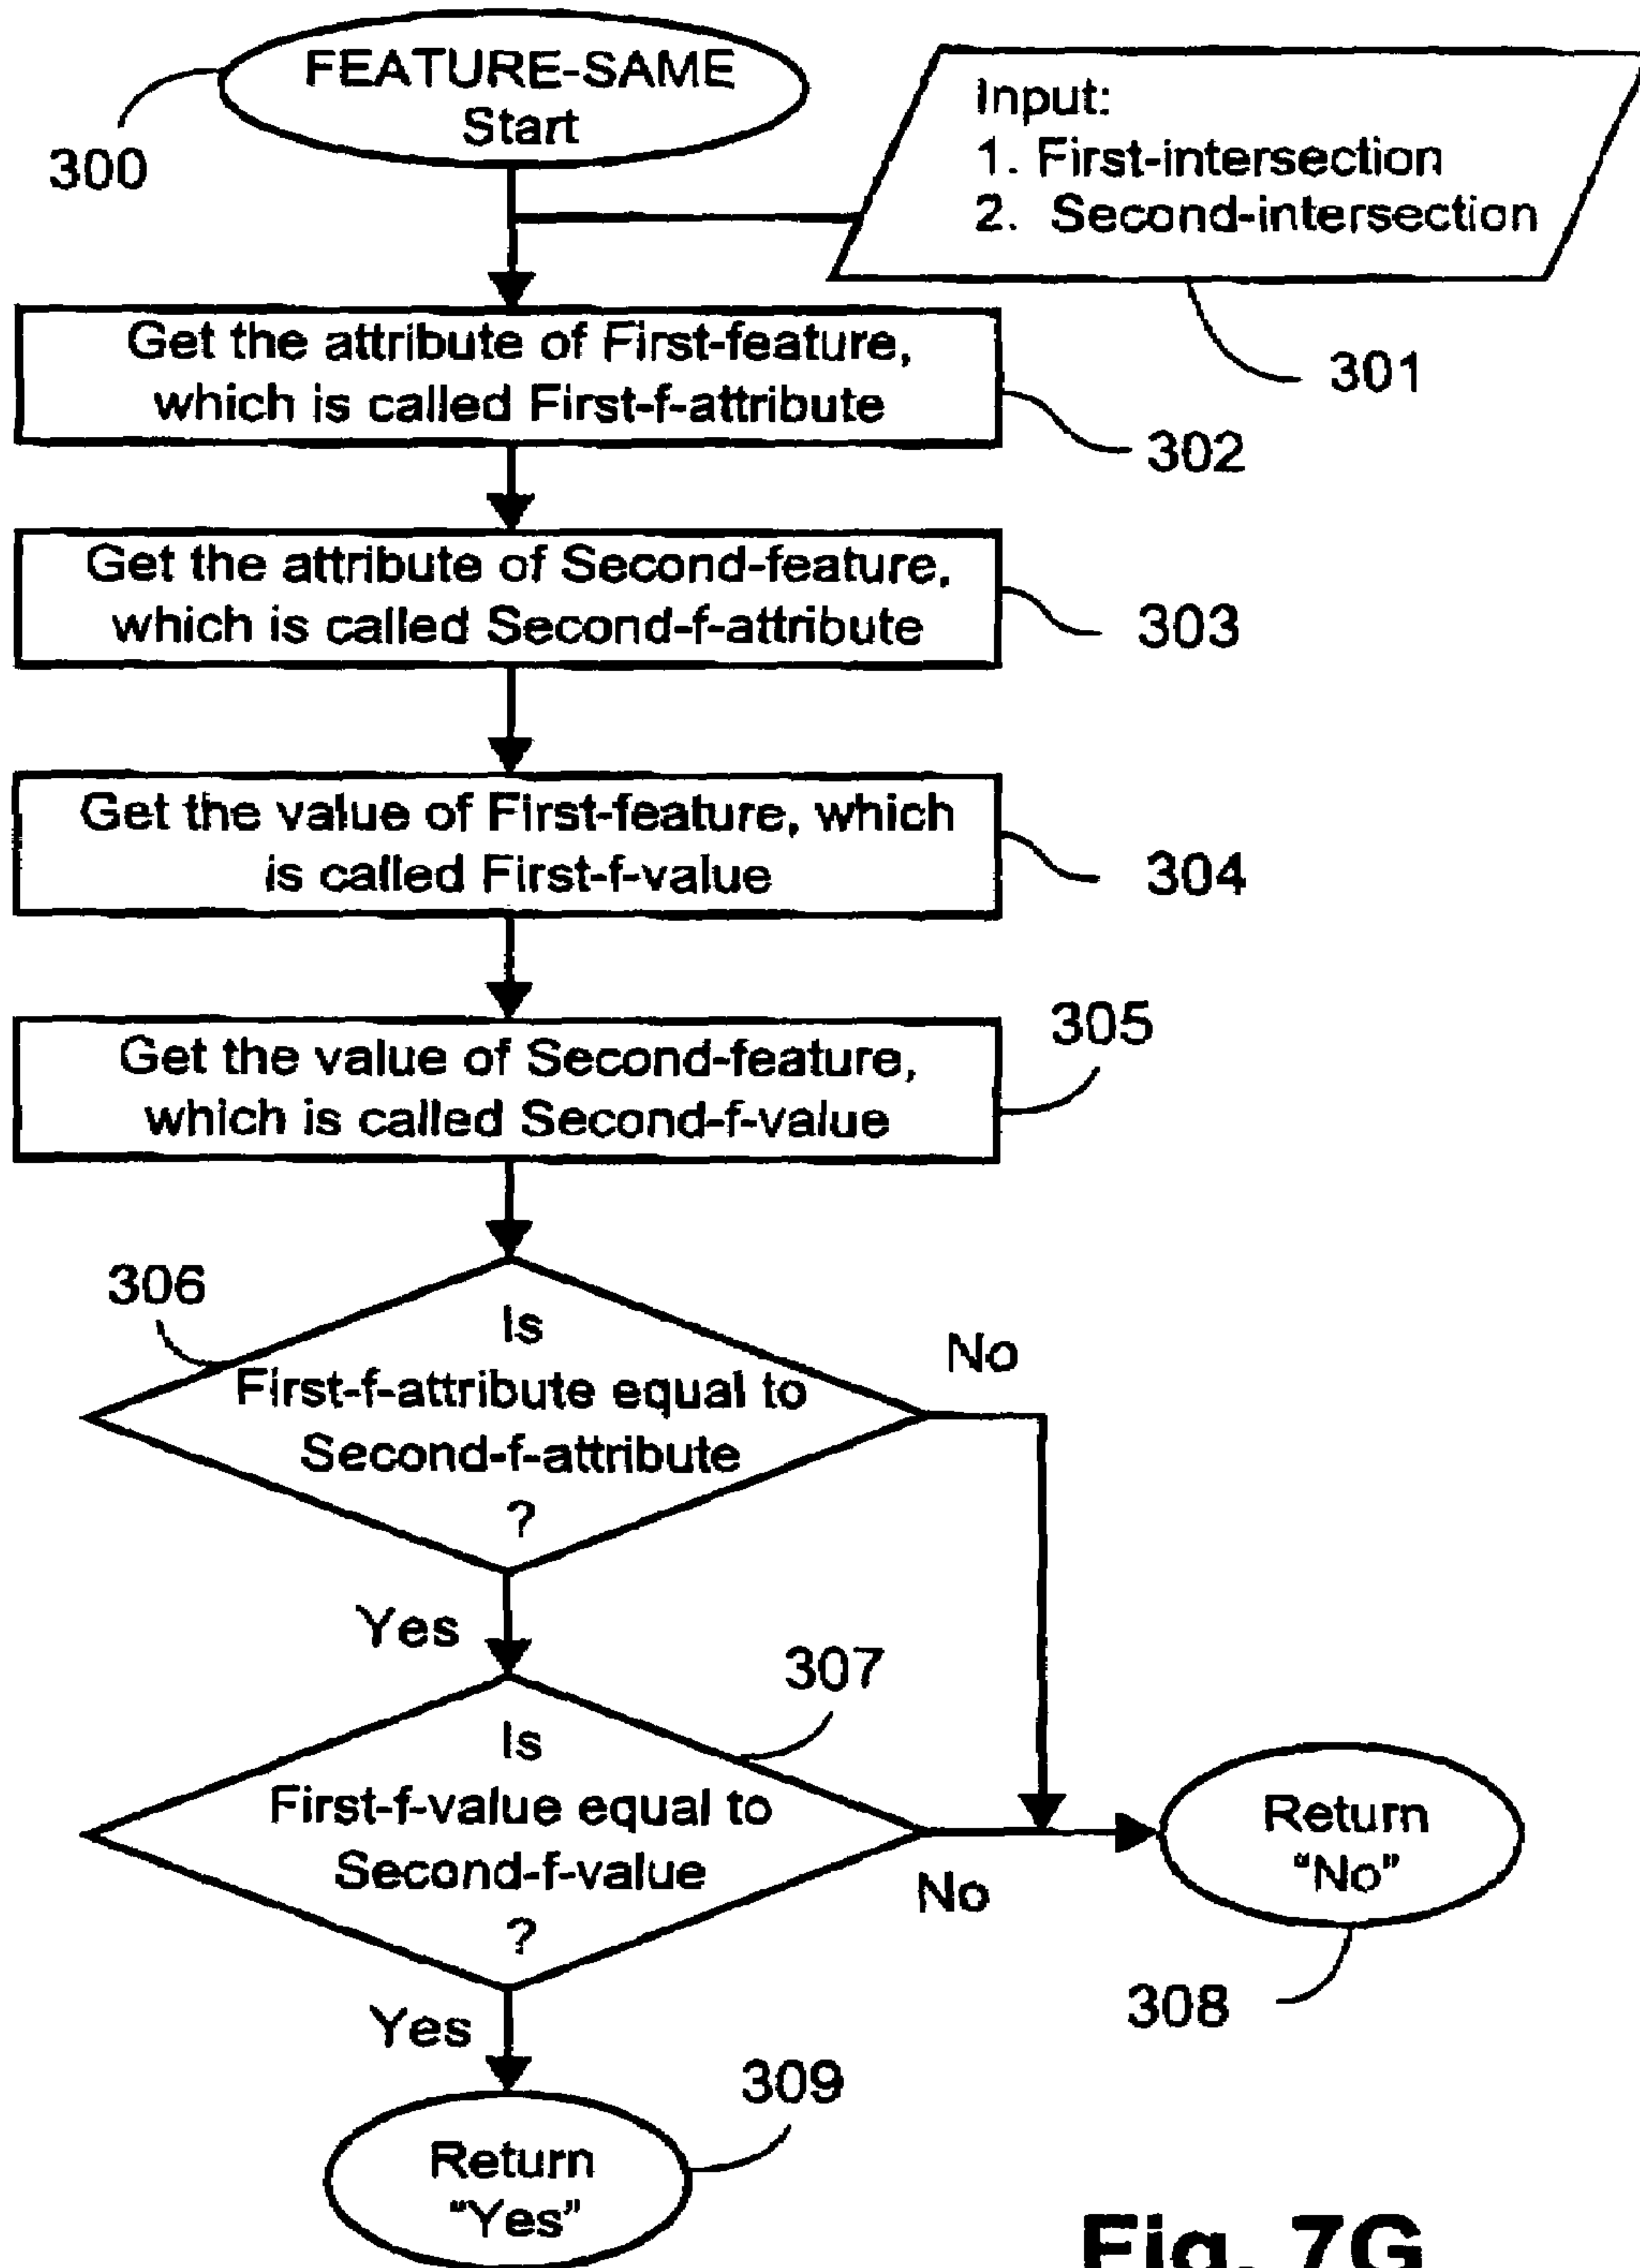 FEATURE-SAME
Start
300
Input:
1. First-intersection
2. Second-intersection
301
Get the attribute of First-feature,
which is called First-f-attribute
302
Get the attribute of Second-feature,
which is called Second-f-attribute
303
Get the value of First-feature, which
is called First-f-value
304
Get the value of Second-feature,
which is called Second-f-value
305
306
Is
First-f-attribute equal to
Second-f-attribute
?
No
Yes
307
Is
First-f-value equal to
Second-f-value
?
No
Return
"No"
308
Yes
309
Return
"Yes"
Fig. 7G